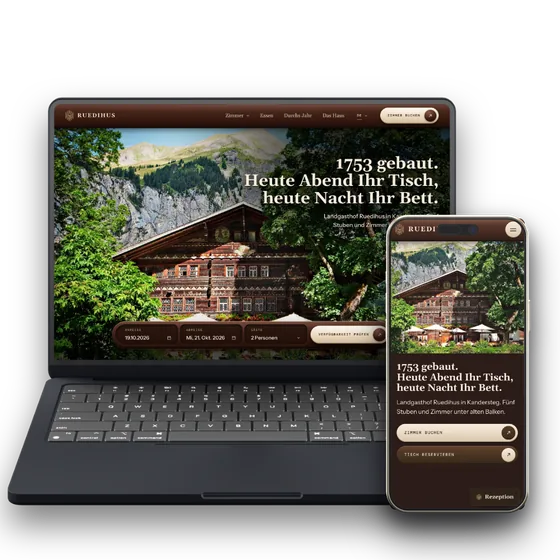 RUEDIHUS
Zimmer
Essen
Durchs Jahr
Das Haus
ZIMMER BUCHEN
1753 gebaut.
Heute Abend Ihr Tisch,
heute Nacht Ihr Bett.
Landgasthof Ruedihus in
Stuben und Zimmer
ANREISE
19.10.2026
ABREISE
Mi, 21. Okt. 2026
GÄSTE
2 Personen
VERFÜGBARKEIT PRÜFEN
RUEDI
1753 gebaut.
Heute Abend Ihr Tisch,
heute Nacht Ihr Bett.
Landgasthof Ruedihus in Kandersteg. Fünf
Stuben und Zimmer unter alten Balken.
ZIMMER BUCHEN
TISCH RESERVIEREN
Rezeption